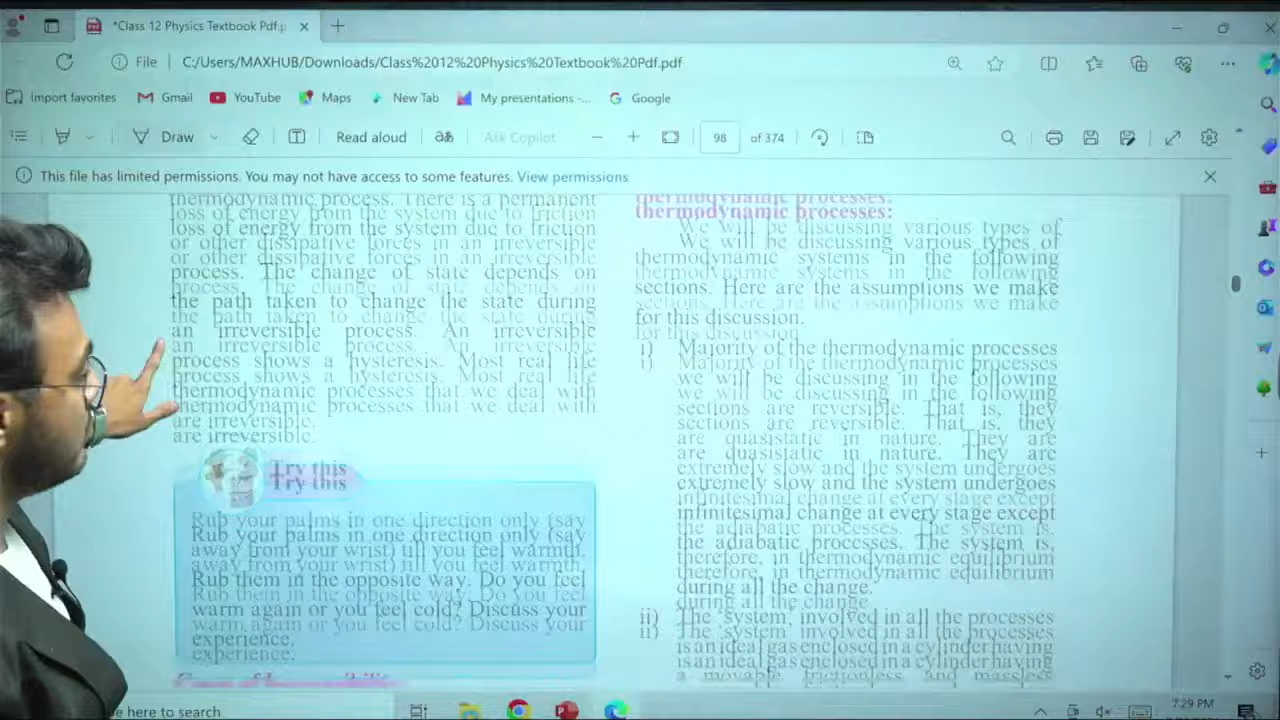 *Class 12 Physics Textbook Pdf.p
File
C:/Users/MAXHUB/Downloads/Class%2012%20Physics%20Textbook%20Pdf.pdf
Import favorites
Gmail
YouTube
Maps
New Tab
My presentations -...
Google
Draw
Read aloud
Ask Copilot
98
of 374
This file has limited permissions. You may not have access to some features. View permissions
thermodynamic process. There is a permanent
loss of energy from the system due to friction
or other dissipative forces in an irreversible
process. The change of state depends on
the path taken to change the state during
an irreversible process. An irreversible
process shows a hysteresis. Most real life
thermodynamic processes that we deal with
are irreversible.
Try this
Rub your palms in one direction only (say
away from your wrist) till you feel warmth.
Rub them in the opposite way. Do you feel
warm again or you feel cold? Discuss your
experience.
thermodynamic processes:
We will be discussing various types of
thermodynamic systems in the following
sections. Here are the assumptions we make
for this discussion.
i) Majority of the thermodynamic processes
we will be discussing in the following
sections are reversible. That is, they
are quasistatic in nature. They are
extremely slow and the system undergoes
infinitesimal change at every stage except
the adiabatic processes. The system is,
therefore, in thermodynamic equilibrium
during all the change.
ii) The 'system' involved in all the processes
is an ideal gas enclosed in a cylinder having
a movable, frictionless and massless
e here to search
7:29 PM